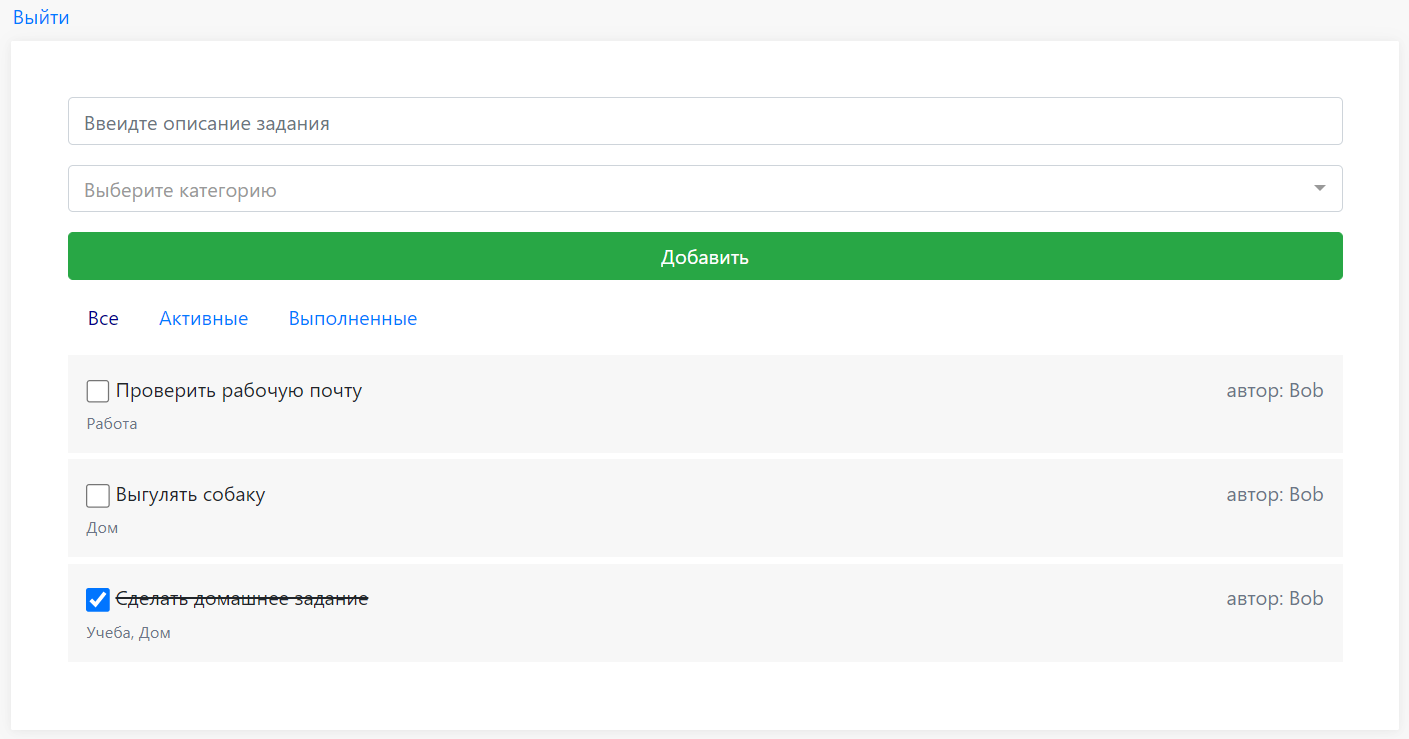 Выйти
Ввеидте описание задания
Выберите категорию
Добавить
Все Активные Выполненные
Проверить рабочую почту автор: Bob
Работа
Выгулять собаку автор: Bob
Дом
Сделать домашнее задание автор: Bob
Учеба, Дом